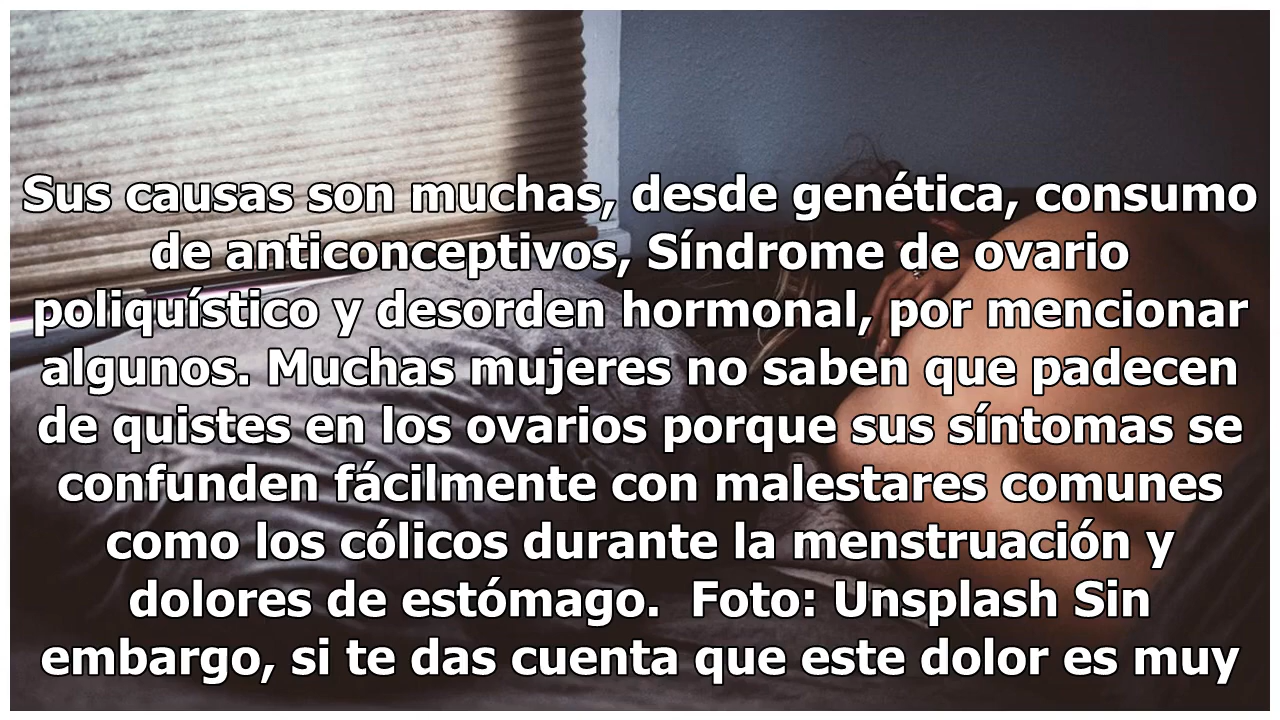 Sus causas son muchas, desde genética, consumo
de anticonceptivos, Síndrome de ovario
poliquístico y desorden hormonal, por mencionar
algunos. Muchas mujeres no saben que padecen
de quistes en los ovarios porque sus síntomas se
confunden fácilmente con malestares comunes
como los cólicos durante la menstruación y
dolores de estómago.  Foto: Unsplash Sin
embargo, si te das cuenta que este dolor es muy